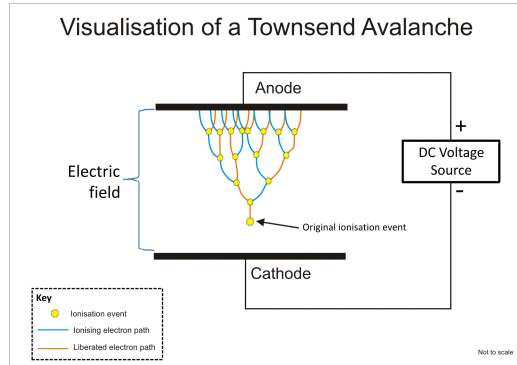 Visualisation of a Townsend Avalanche
Anode
+
DC Voltage
Source
-
Electric
field
Original ionisation event
Cathode
Key
Ionisation event
Ionising electron path
Liberated electron path
Not to scale